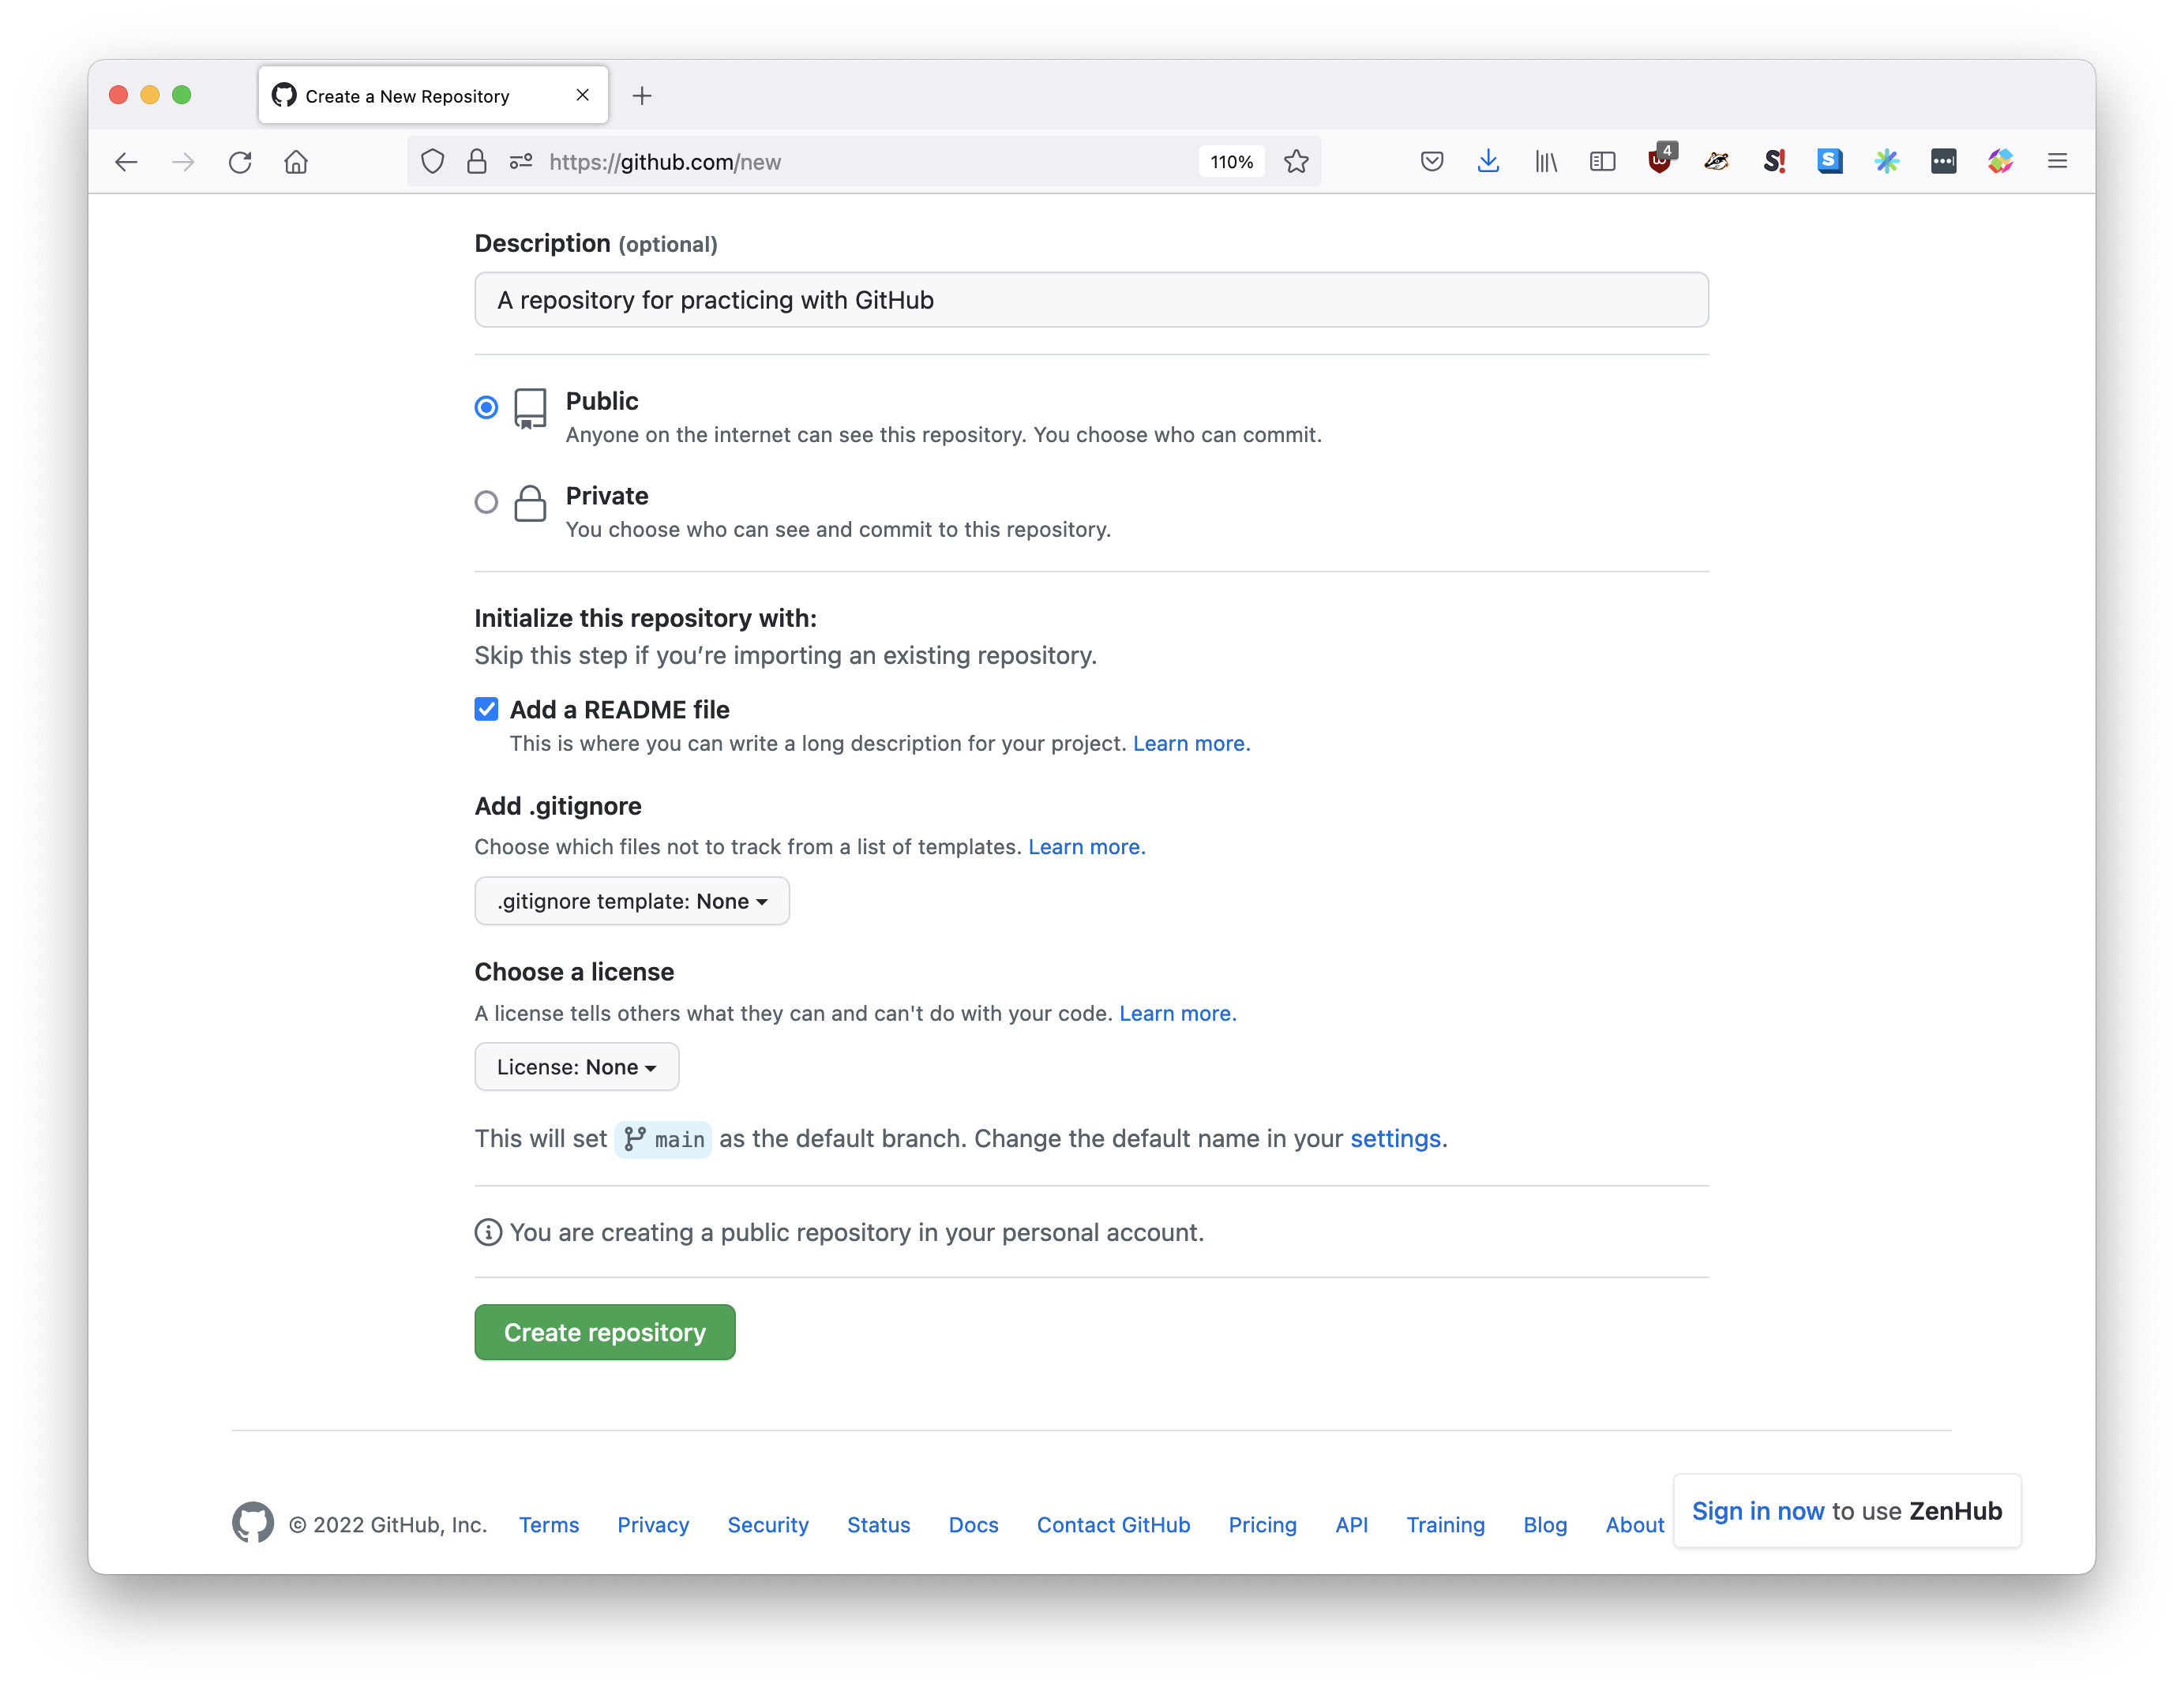 Create a New Repository
https://github.com/new
110%
4
S!
S
Description (optional)
A repository for practicing with GitHub
Public
Anyone on the internet can see this repository. You choose who can commit.
Private
You choose who can see and commit to this repository.
Initialize this repository with:
Skip this step if you’re importing an existing repository.
Add a README file
This is where you can write a long description for your project. Learn more.
Add .gitignore
Choose which files not to track from a list of templates. Learn more.
.gitignore template: None
Choose a license
A license tells others what they can and can't do with your code. Learn more.
License: None
This will set main as the default branch. Change the default name in your settings.
You are creating a public repository in your personal account.
Create repository
© 2022 GitHub, Inc. Terms Privacy Security Status Docs Contact GitHub Pricing API Training Blog About
Sign in now to use ZenHub